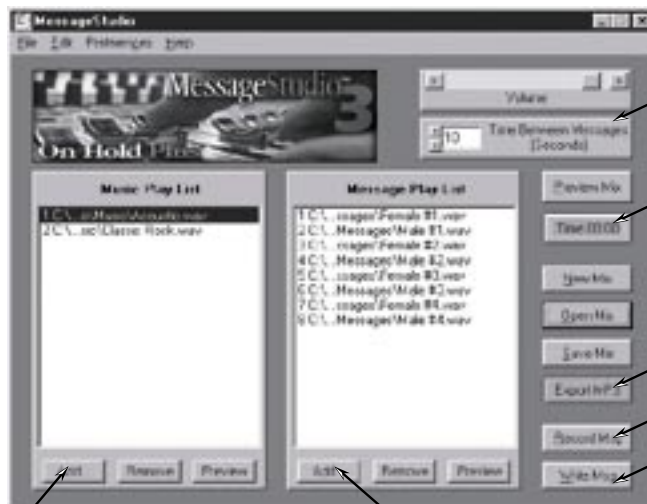 MessageStudio
File Edit Preferences Help
MessageStudio 3
On Hold Plus
Volume
10 Time Between Messages
(Seconds)
Music Play List
1 C:\...\Music\Acoustic.wav
2 C:\...sic\Classic Rock.wav
Add Remove Preview
Message Play List
1 C:\...ssages\Female #1.wav
2 C:\...Messages\Male #1.wav
3 C:\...ssages\Female #2.wav
4 C:\...Messages\Male #2.wav
5 C:\...ssages\Female #3.wav
6 C:\...Messages\Male #3.wav
7 C:\...ssages\Female #4.wav
8 C:\...Messages\Male #4.wav
Add Remove Preview
Preview Mix
Time 00:00
New Mix
Open Mix
Save Mix
Export MP3
Record Msg
Write Msg